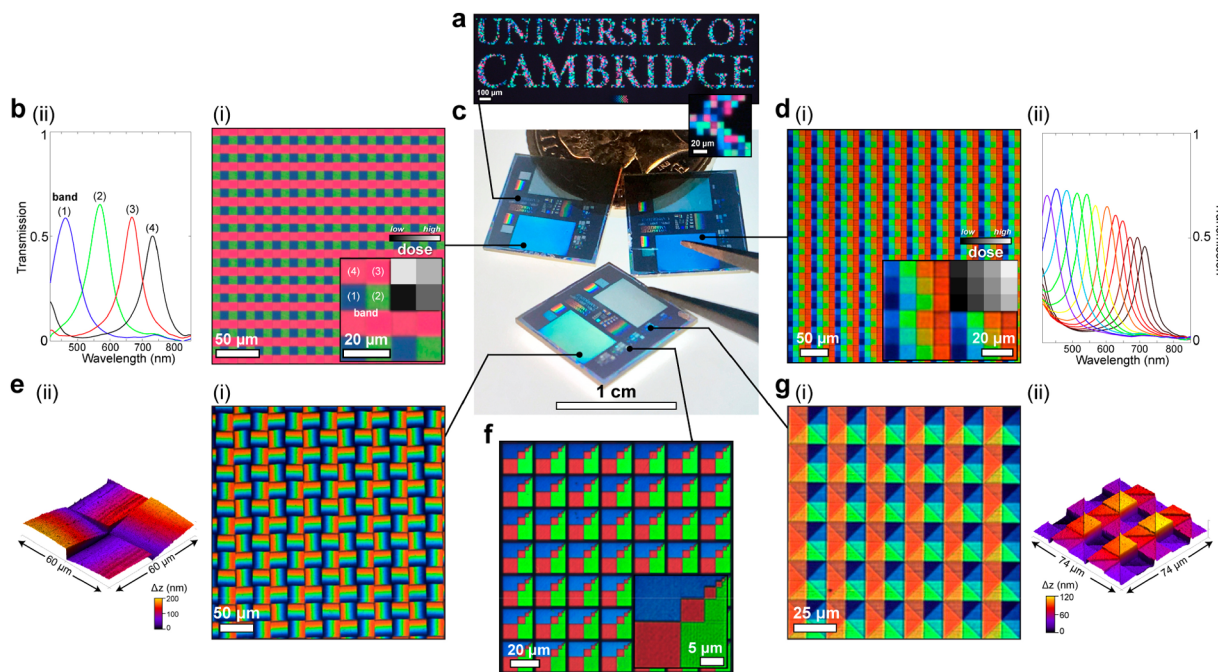 a
UNIVERSITY OF
CAMBRIDGE
100 µm
20 µm
b
(ii)
(i)
1
0.5
0
Transmission
band
(1)
(2)
(3)
(4)
500 600 700 800
Wavelength (nm)
low high
dose
(4) (3)
(1) (2)
band
50 µm
20 µm
c
1 cm
d
(i)
(ii)
low high
dose
50 µm
20 µm
1
0.5
0
500 600 700 800
Wavelength (nm)
e
(ii)
(i)
60 µm
60 µm
Δz (nm)
200
100
0
50 µm
f
20 µm
5 µm
g
(i)
(ii)
25 µm
74 µm
74 µm
Δz (nm)
120
60
0